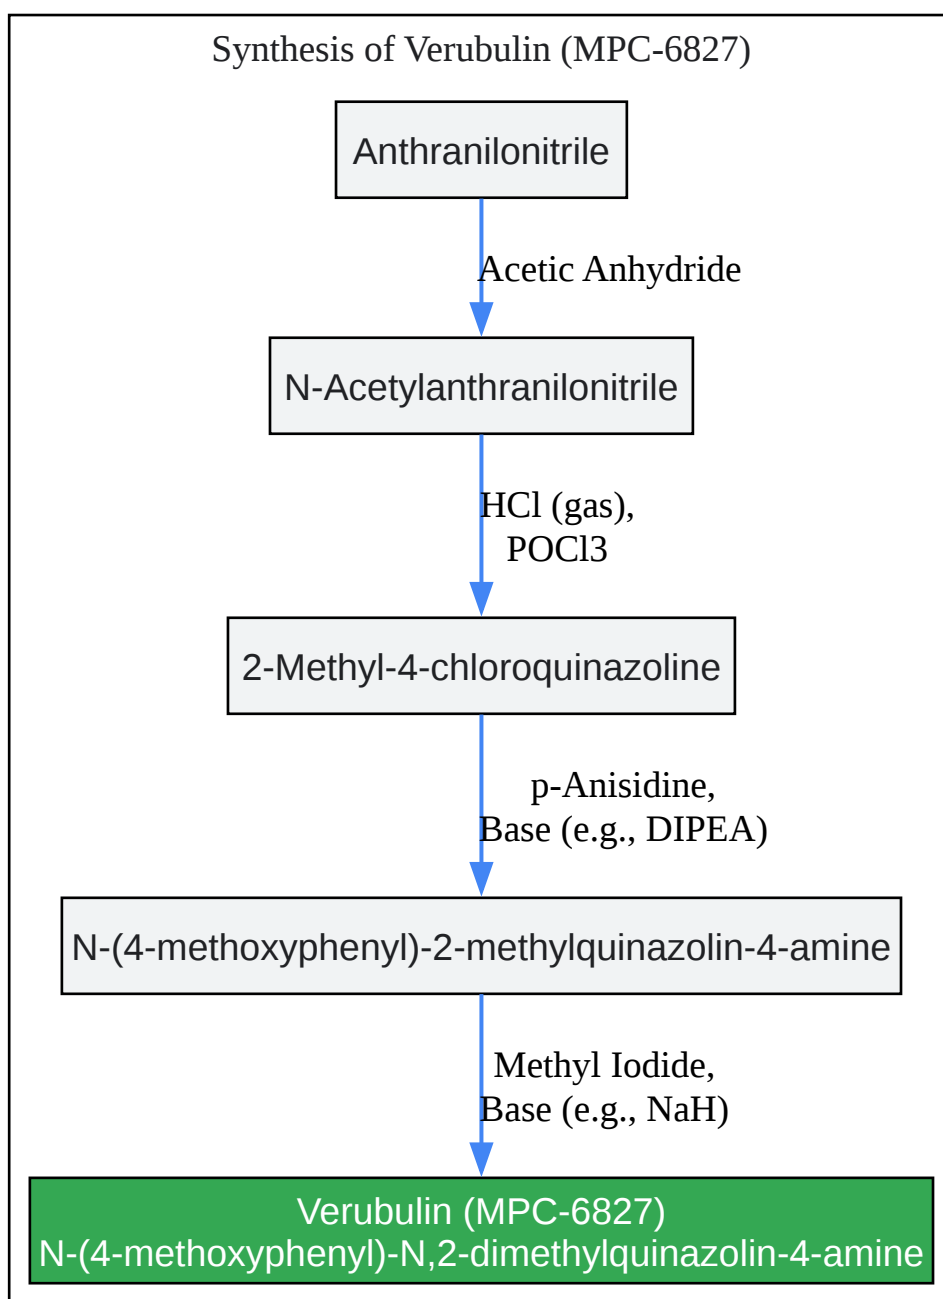 Synthesis of Verubulin (MPC-6827)
Anthranilonitrile
Acetic Anhydride
N-Acetylanthranilonitrile
HCl (gas),
POCl3
2-Methyl-4-chloroquinazoline
p-Anisidine,
Base (e.g., DIPEA)
N-(4-methoxyphenyl)-2-methylquinazolin-4-amine
Methyl Iodide,
Base (e.g., NaH)
Verubulin (MPC-6827)
N-(4-methoxyphenyl)-N,2-dimethylquinazolin-4-amine